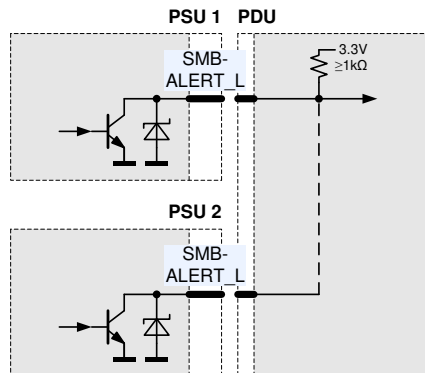 PSU 1 PDU
SMB-
ALERT_L
3.3V
≥1kΩ
PSU 2
SMB-
ALERT_L